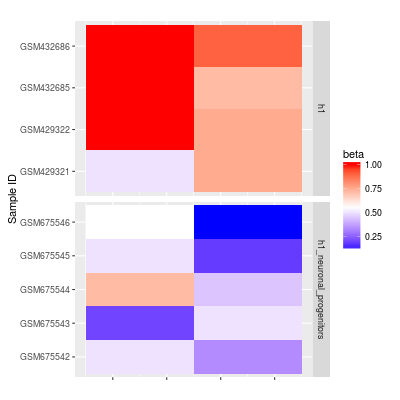 GSM432686
GSM432685
GSM429322
GSM429321
h1
GSM675546
GSM675545
GSM675544
GSM675543
GSM675542
h1_neuronal_progenitors
Sample ID
beta
1.00
0.75
0.50
0.25